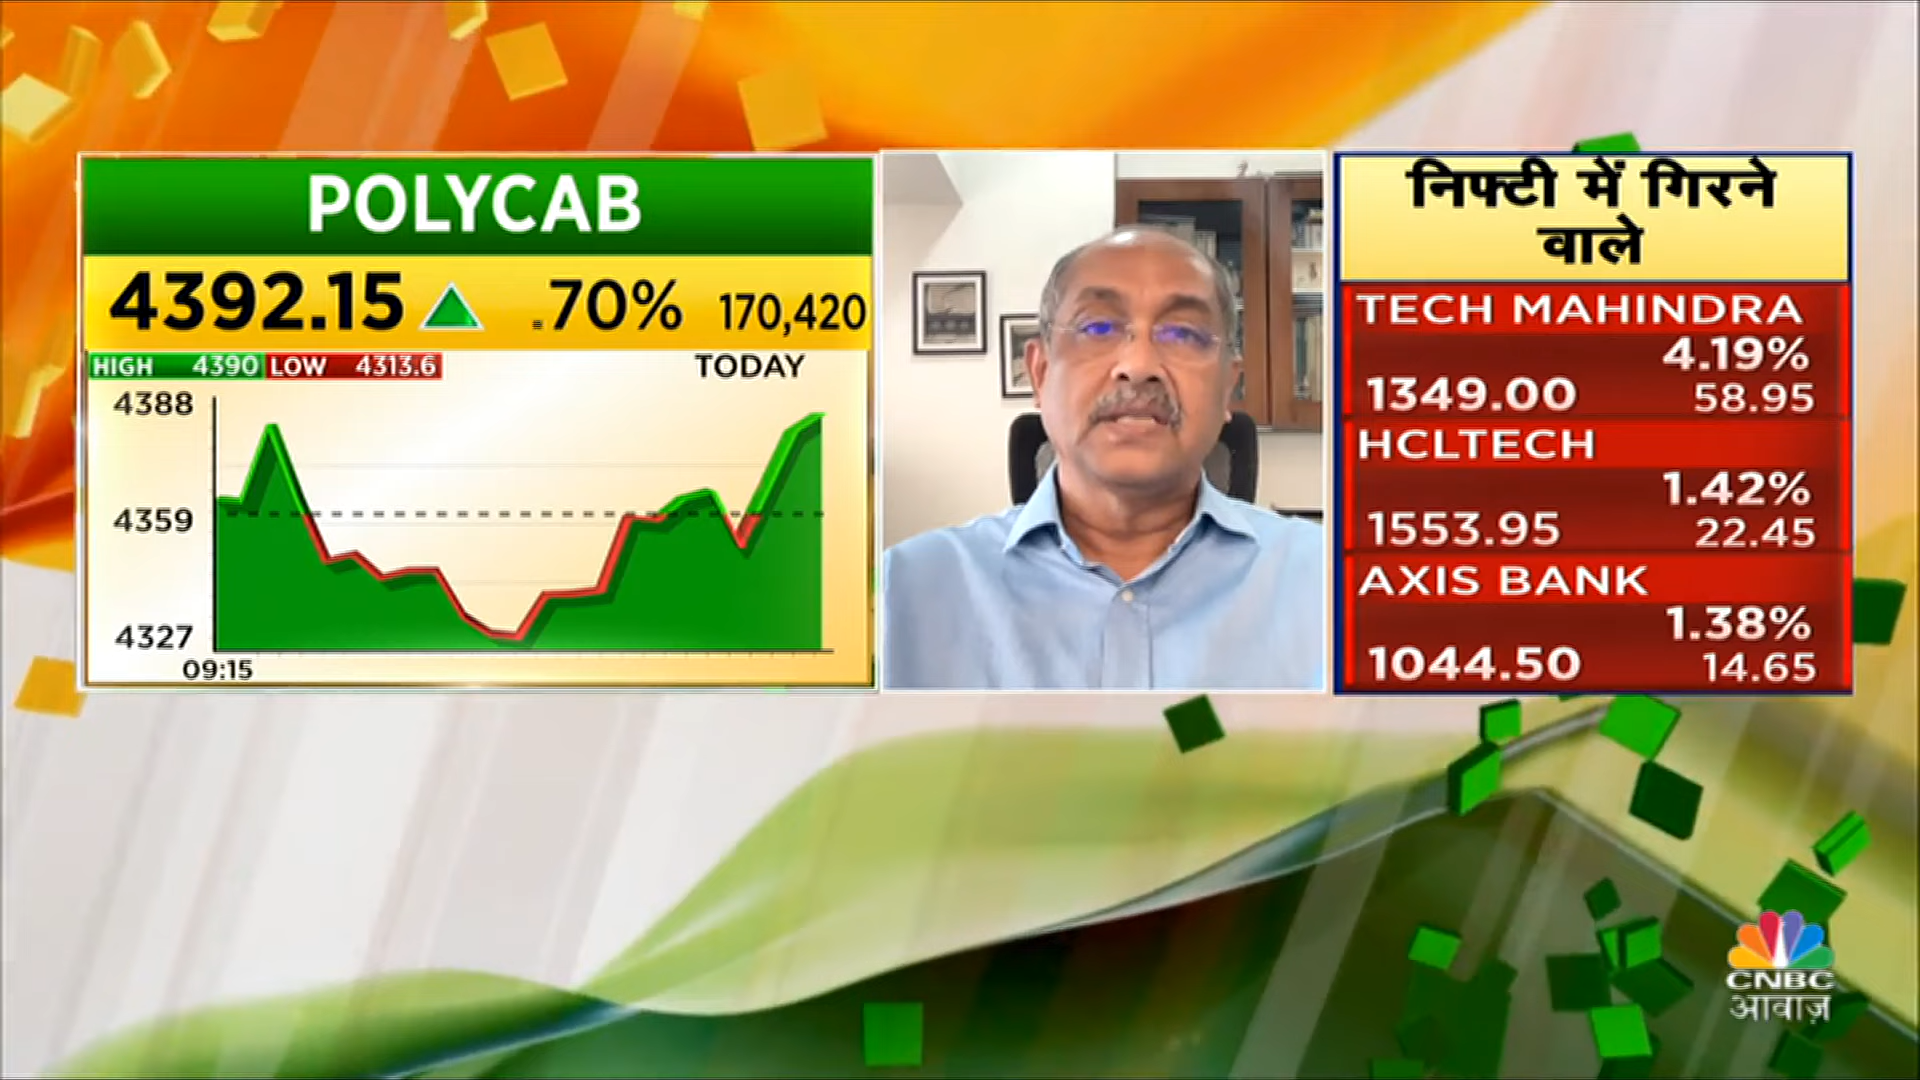 POLYCAB
4392.15 .70% 170,420
HIGH 4390 LOW 4313.6 TODAY
4388
4359
4327
09:15
निफ्टी में गिरने
वाले
TECH MAHINDRA
4.19%
1349.00 58.95
HCLTECH
1.42%
1553.95 22.45
AXIS BANK
1.38%
1044.50 14.65
CNBC
आवाज़